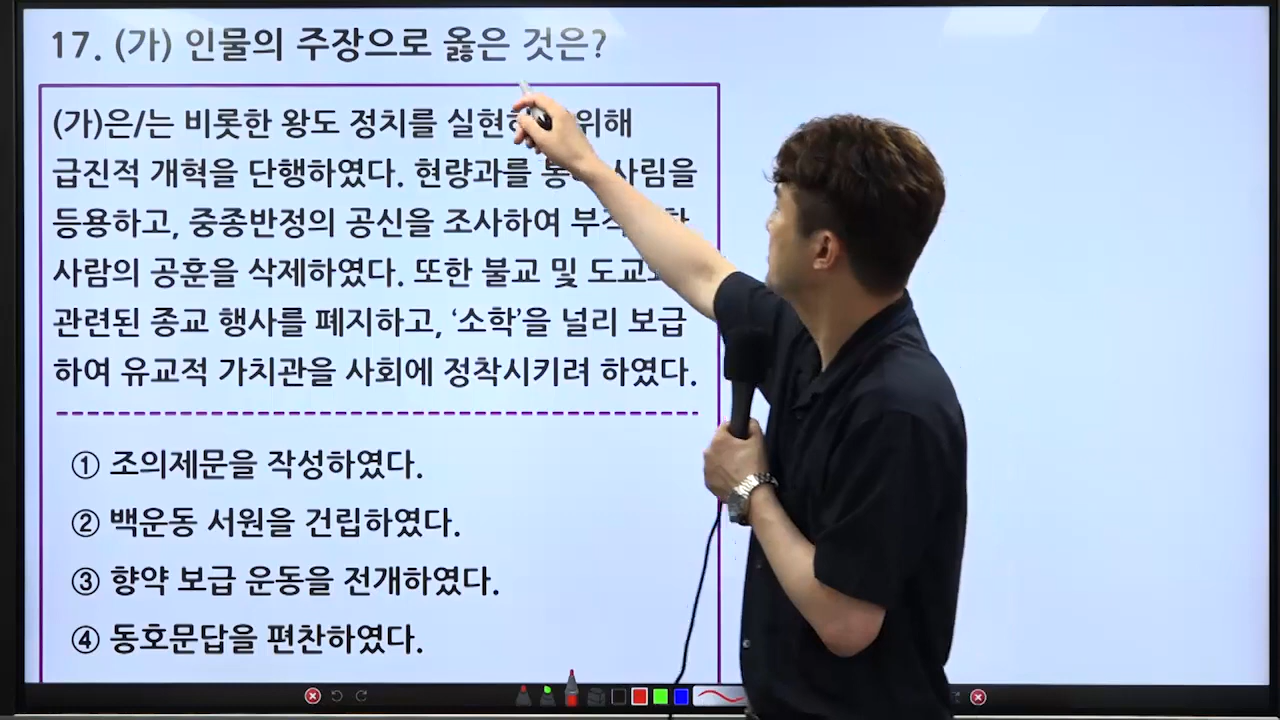 17. (가) 인물의 주장으로 옳은 것은?
(가)은/는 비롯한 왕도 정치를 위해
급진적 개혁을 단행하였다. 현량과를 사림을
등용하고, 중종반정의 공신을 조사하여
사람의 공훈을 삭제하였다. 또한 불교 및
관련된 종교 행사를 폐지하고, ‘소학’을 널리 보급
하여 유교적 가치관을 사회에 정착시키려 하였다.
① 조의제문을 작성하였다.
② 백운동 서원을 건립하였다.
③ 향약 보급 운동을 전개하였다.
④ 동호문답을 편찬하였다.